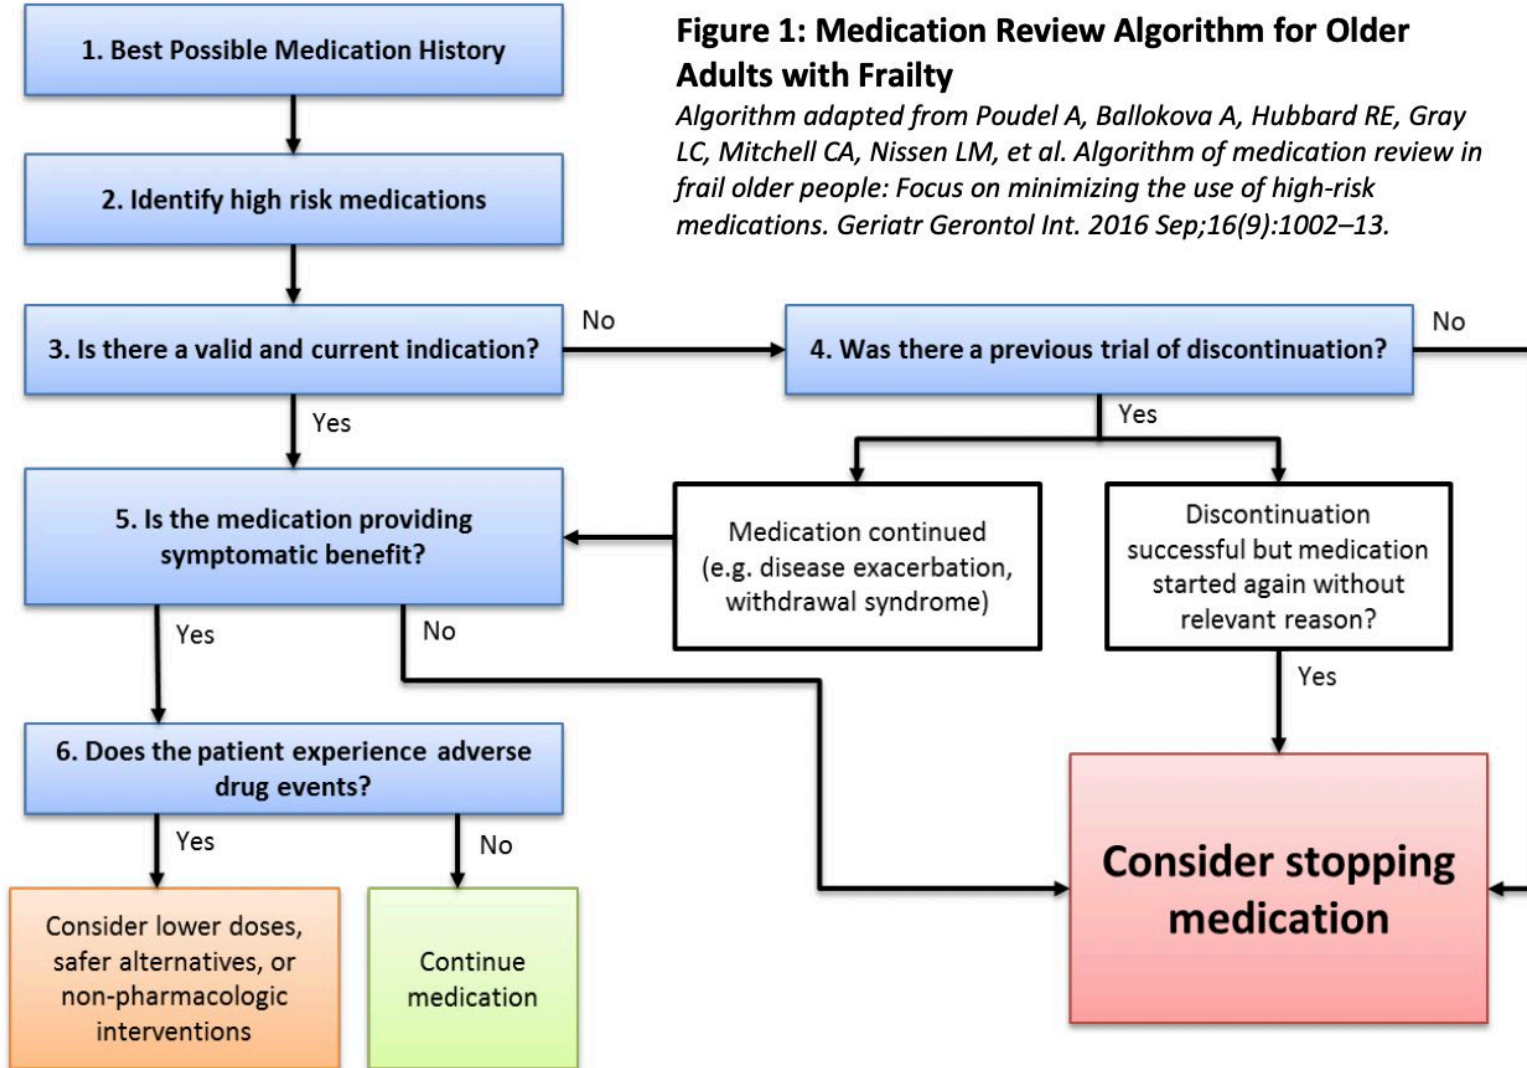 Figure 1: Medication Review Algorithm for Older
Adults with Frailty
Algorithm adapted from Poudel A, Ballokova A, Hubbard RE, Gray
LC, Mitchell CA, Nissen LM, et al. Algorithm of medication review in
frail older people: Focus on minimizing the use of high-risk
medications. Geriatr Gerontol Int. 2016 Sep;16(9):1002–13.
1. Best Possible Medication History
2. Identify high risk medications
3. Is there a valid and current indication?
No
Yes
4. Was there a previous trial of discontinuation?
No
Yes
Medication continued
(e.g. disease exacerbation,
withdrawal syndrome)
Discontinuation
successful but medication
started again without
relevant reason?
Yes
5. Is the medication providing
symptomatic benefit?
Yes
No
6. Does the patient experience adverse
drug events?
Yes
No
Consider lower doses,
safer alternatives, or
non-pharmacologic
interventions
Continue
medication
Consider stopping
medication